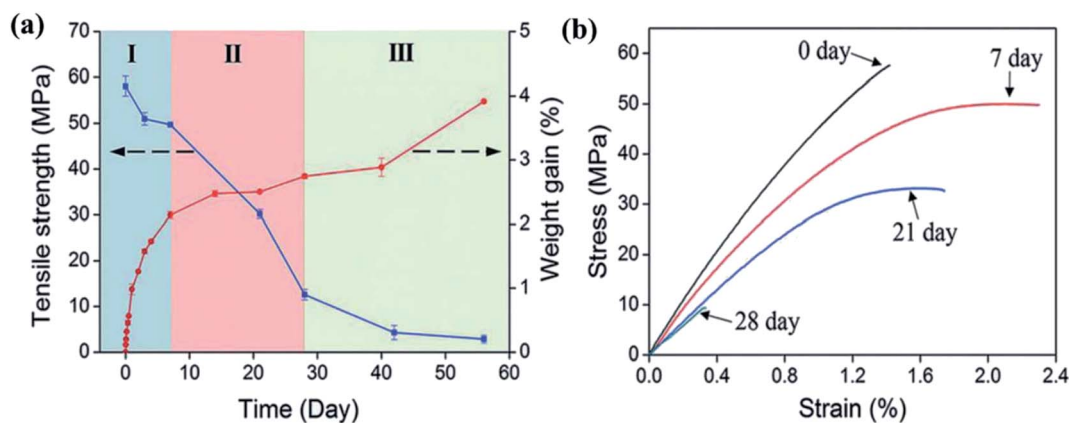 (a)
I
II
III
70
60
50
40
30
20
10
0
Tensile strength (MPa)
5
4
3
2
1
0
Weight gain (%)
0 10 20 30 40 50 60
Time (Day)
(b)
0 day
7 day
21 day
28 day
60
50
40
30
20
10
0
Stress (MPa)
0.0 0.4 0.8 1.2 1.6 2.0 2.4
Strain (%)